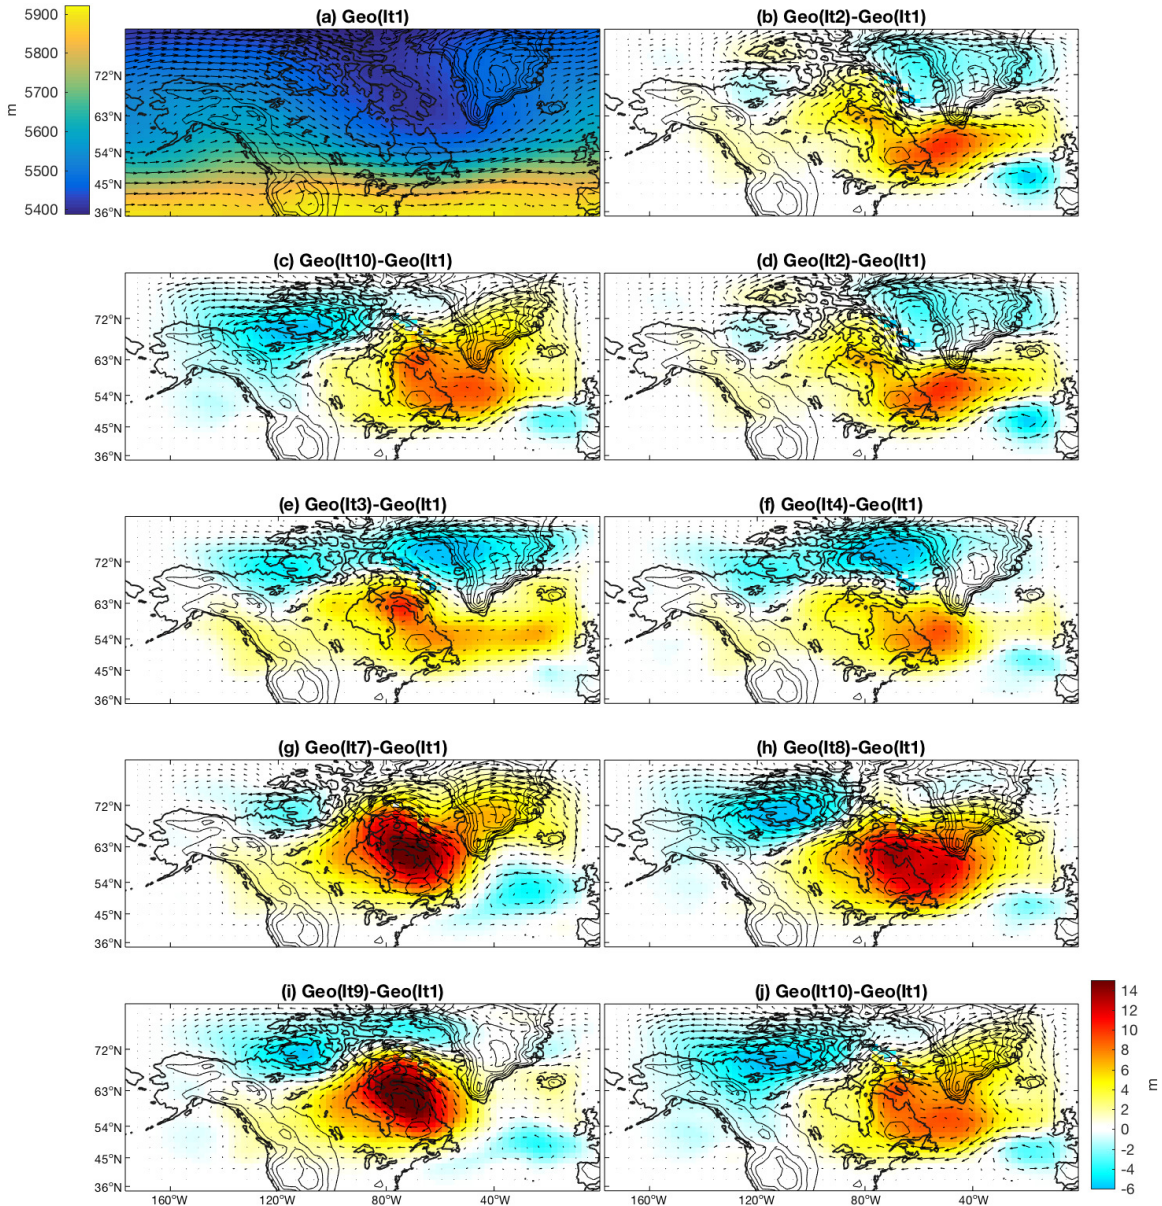 (a) Geo(It1)
(b) Geo(It2)-Geo(It1)
5900
5800
5700
5600
5500
5400
m
72°N
63°N
54°N
45°N
36°N
(c) Geo(It10)-Geo(It1)
(d) Geo(It2)-Geo(It1)
72°N
63°N
54°N
45°N
36°N
(e) Geo(It3)-Geo(It1)
(f) Geo(It4)-Geo(It1)
72°N
63°N
54°N
45°N
36°N
(g) Geo(It7)-Geo(It1)
(h) Geo(It8)-Geo(It1)
72°N
63°N
54°N
45°N
36°N
(i) Geo(It9)-Geo(It1)
(j) Geo(It10)-Geo(It1)
72°N
63°N
54°N
45°N
36°N
160°W 120°W 80°W 40°W
160°W 120°W 80°W 40°W
14
12
10
8
6
4
2
0
-2
-4
-6
m